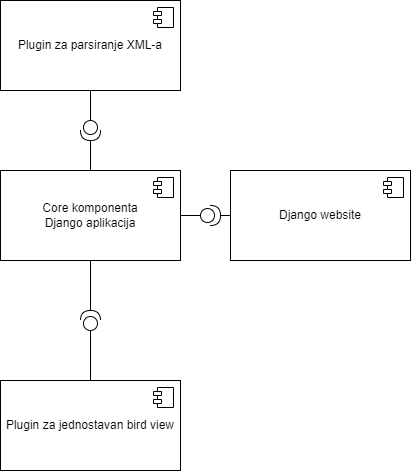 Plugin za parsiranje XML-a
Core komponenta
Django aplikacija
Django website
Plugin za jednostavan bird view